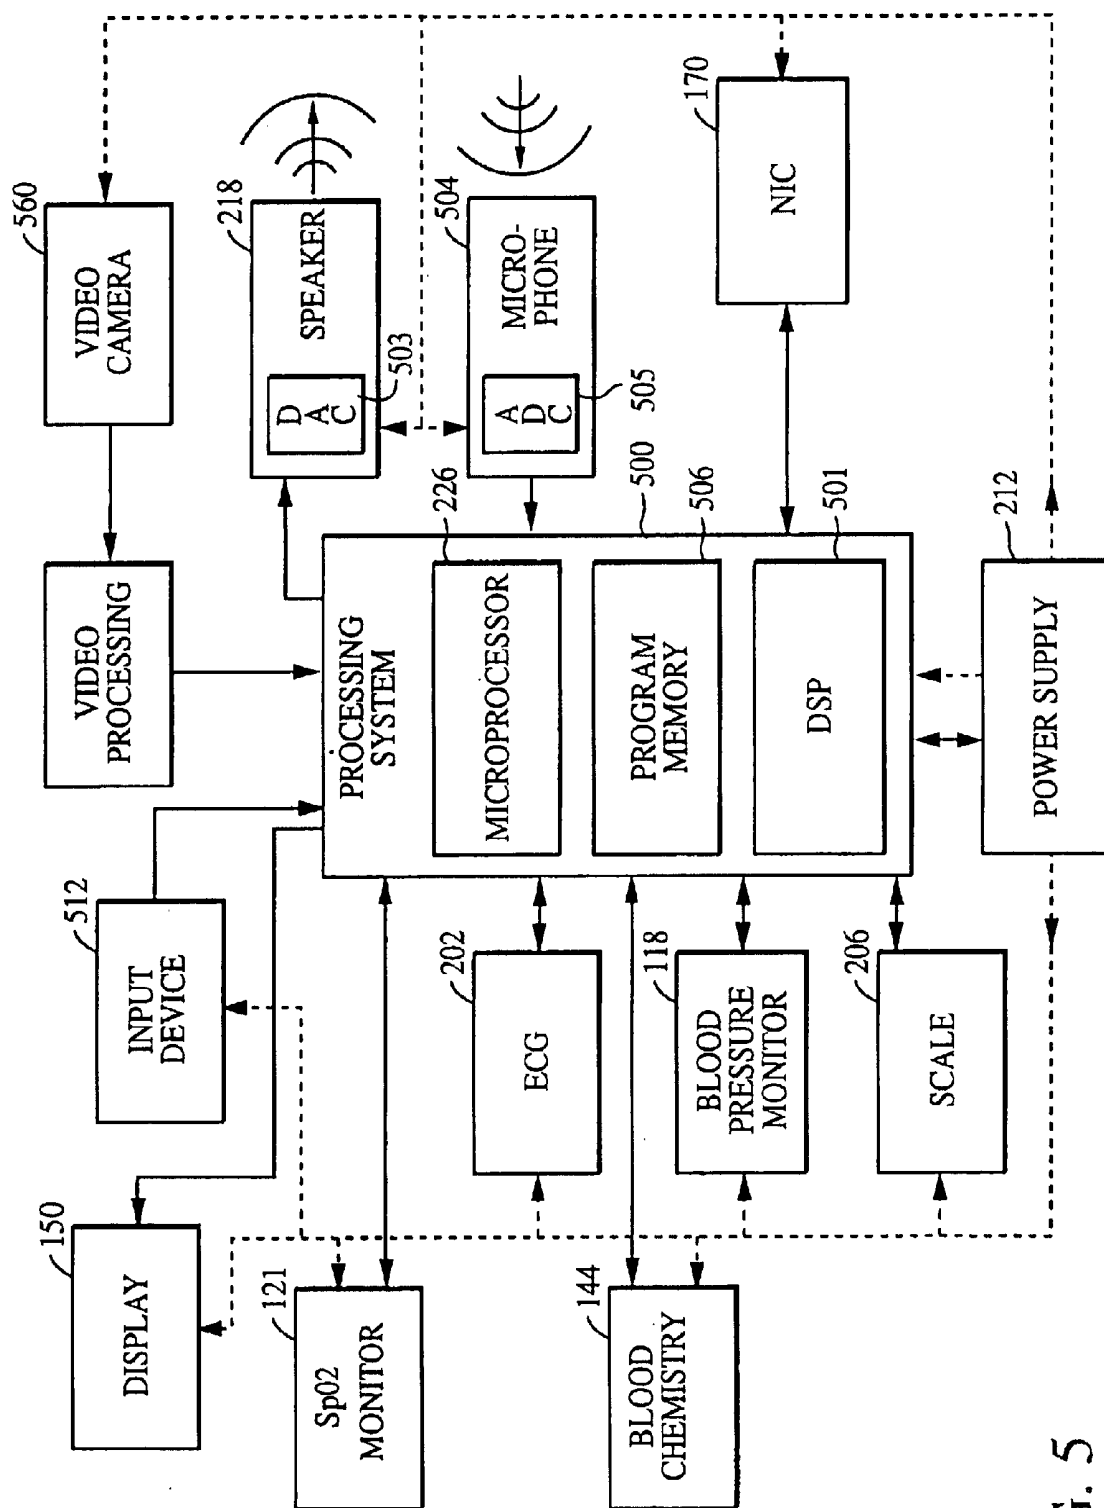 560
VIDEO
CAMERA
VIDEO
PROCESSING
512
INPUT
DEVICE
150
DISPLAY
218
SPEAKER
D
A
C
503
504
MICRO-
PHONE
A
D
C
505
170
NIC
500
PROCESSING
SYSTEM
226
MICROPROCESSOR
506
PROGRAM
MEMORY
501
DSP
121
Sp02
MONITOR
202
ECG
144
BLOOD
CHEMISTRY
118
BLOOD
PRESSURE
MONITOR
206
SCALE
212
POWER SUPPLY
5